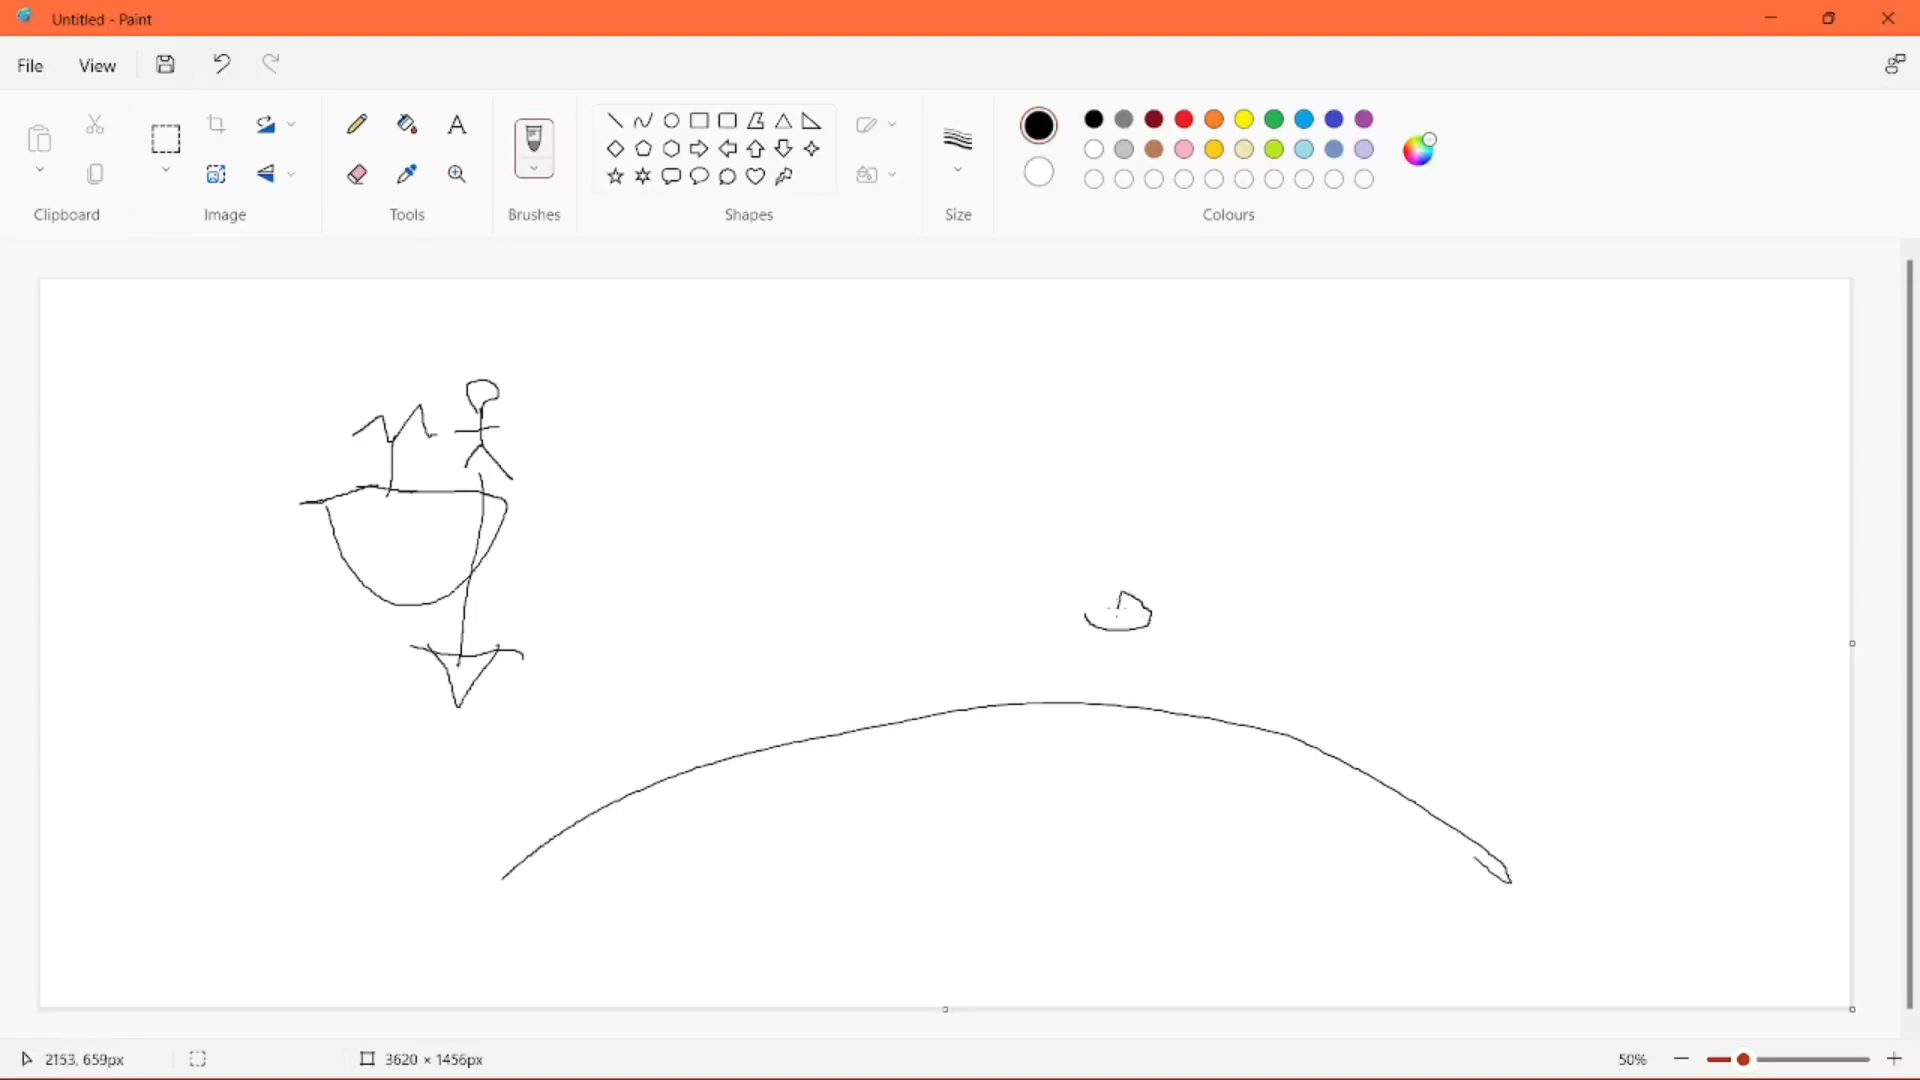 Untitled - Paint
File View
Clipboard Image Tools Brushes Shapes Size Colours
2153, 659px 3620 × 1456px 50%